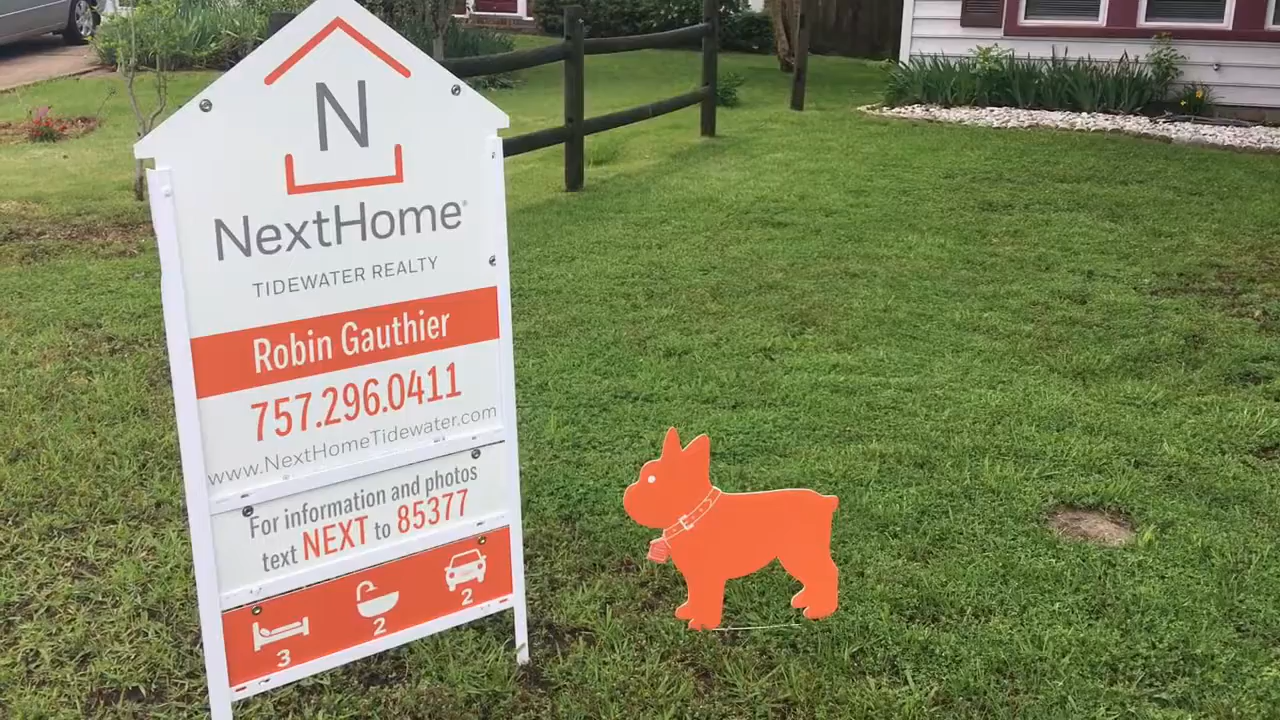 N
NextHome®
TIDEWATER REALTY
Robin Gauthier
757.296.0411
www.NextHomeTidewater.com
For information and photos
text NEXT to 85377
3 2 2